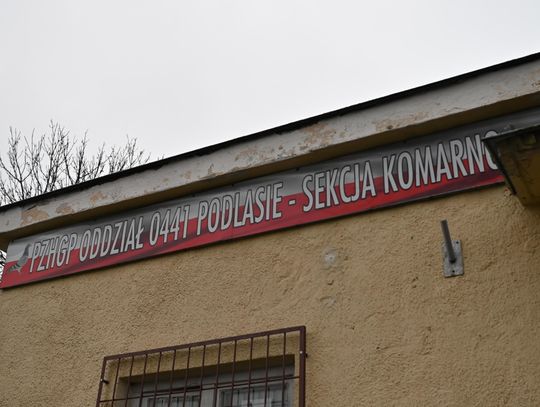 PZHGP ODDZIAŁ 0441 PODLASIE - SEKCJA KOMARNO